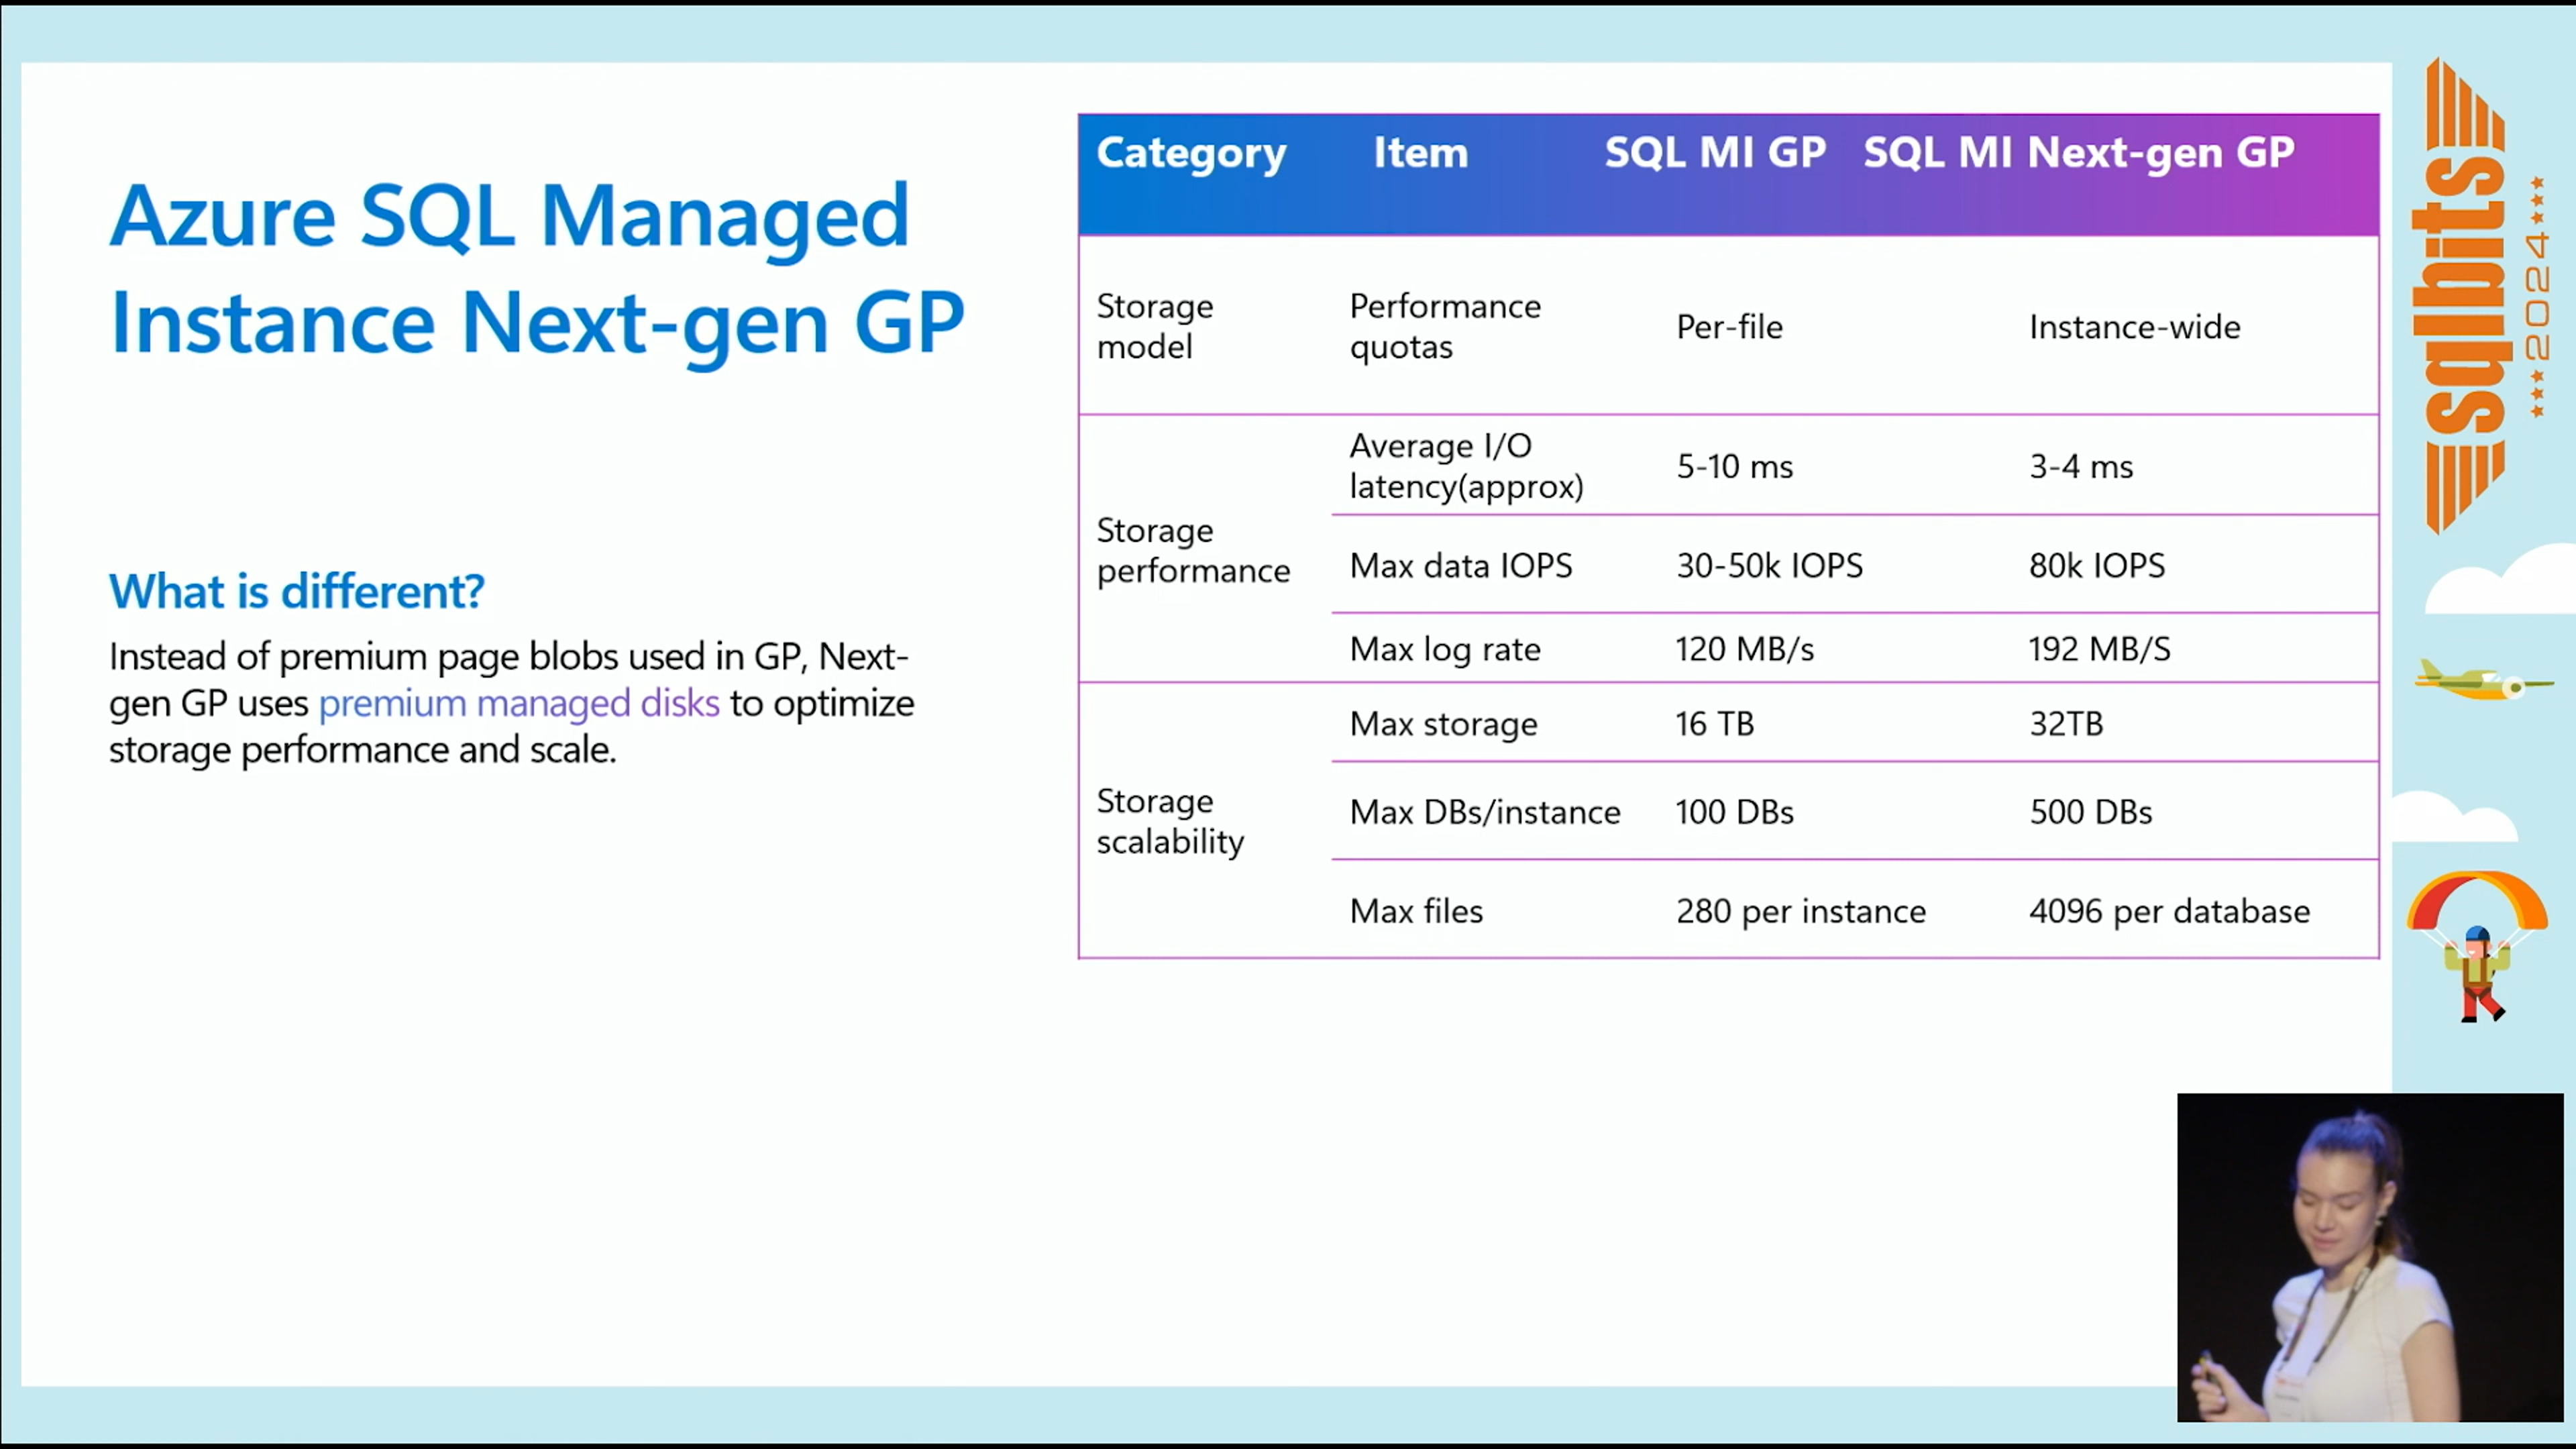 Azure SQL Managed
Instance Next-gen GP
What is different?
Instead of premium page blobs used in GP, Next-
gen GP uses premium managed disks to optimize
storage performance and scale.
Category Item SQL MI GP SQL MI Next-gen GP
Storage
model
Performance
quotas
Per-file
Instance-wide
Storage
performance
Average I/O
latency(approx)
5-10 ms
3-4 ms
Max data IOPS
30-50k IOPS
80k IOPS
Max log rate
120 MB/s
192 MB/S
Storage
scalability
Max storage
16 TB
32TB
Max DBs/instance
100 DBs
500 DBs
Max files
280 per instance
4096 per database
sqlbits
2024